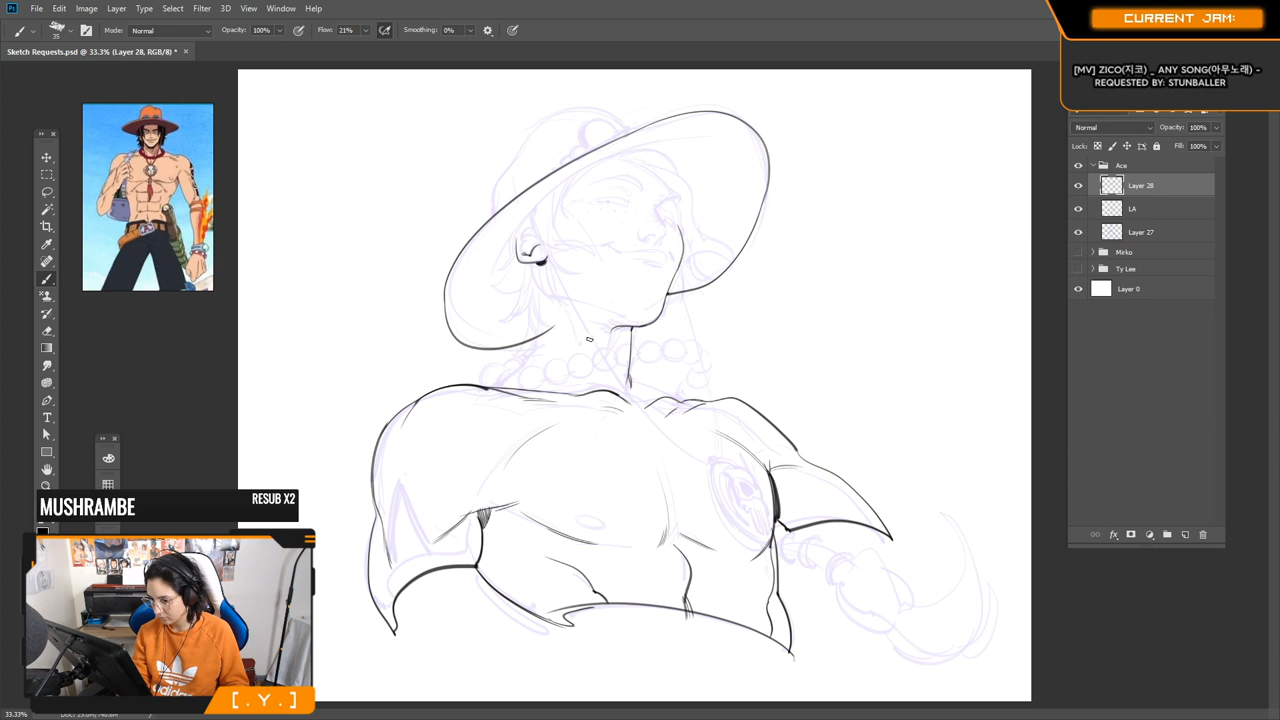 File Edit Image Layer Type Select Filter 3D View Window Help
35 Mode: Normal Opacity: 100% Flow: 21% Smoothing: 0%
Sketch Requests.psd @ 33.3% (Layer 28, RGB/8) * ×
CURRENT JAM:
[MV] ZICO(지코) _ ANY SONG(아무노래) -
REQUESTED BY: STUNBALLER
Normal Opacity: 100%
Lock: Fill: 100%
Ace
Layer 28
LA
Layer 27
Mirko
Ty Lee
Layer 0
MUSHRAMBE RESUB X2
adidas
[ . Y . ]
33.33%